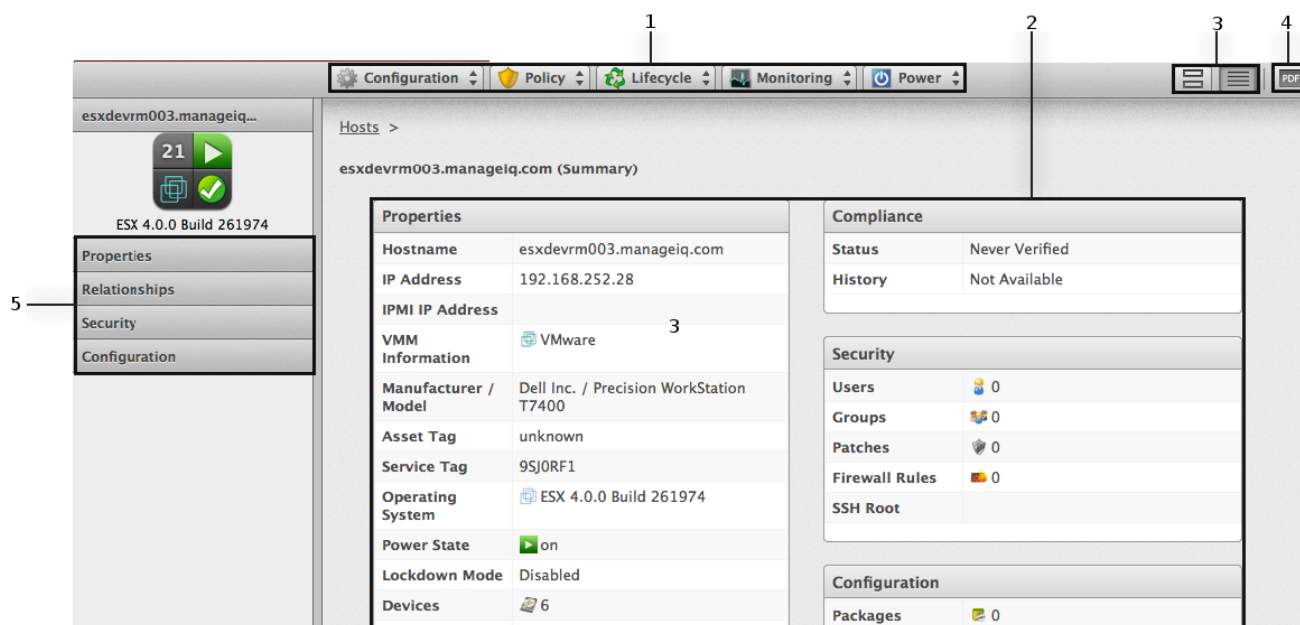 1
2
3
4
Configuration
Policy
Lifecycle
Monitoring
Power
PDF
esxdevrm003.manageiq...
21
ESX 4.0.0 Build 261974
5
Properties
Relationships
Security
Configuration
Hosts >
esxdevrm003.manageiq.com (Summary)
Properties
Hostname esxdevrm003.manageiq.com
IP Address 192.168.252.28
IPMI IP Address
3
VMM Information VMware
Manufacturer / Model Dell Inc. / Precision WorkStation T7400
Asset Tag unknown
Service Tag 9SJ0RF1
Operating System ESX 4.0.0 Build 261974
Power State on
Lockdown Mode Disabled
Devices 6
Compliance
Status Never Verified
History Not Available
Security
Users 0
Groups 0
Patches 0
Firewall Rules 0
SSH Root
Configuration
Packages 0